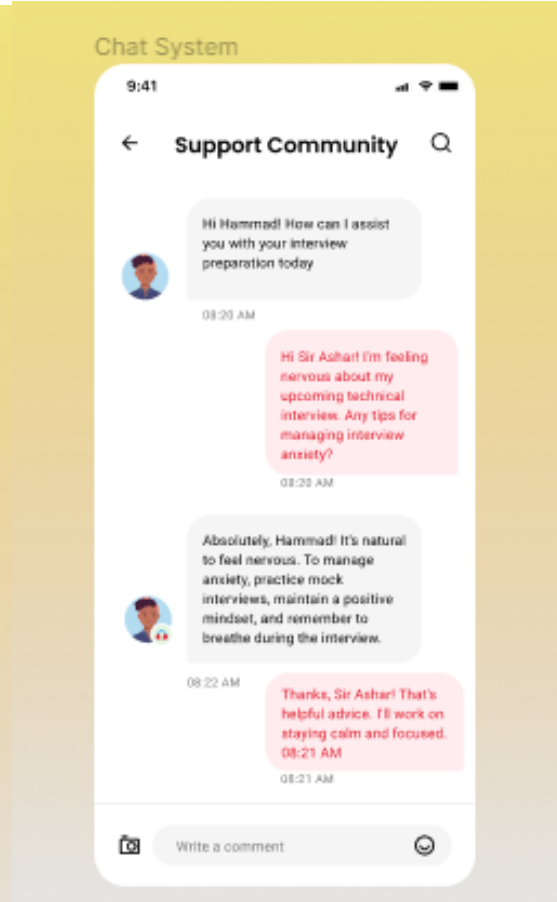 Chat System
9:41
Support Community
Hi Hammad! How can I assist
you with your interview
preparation today
08:20 AM
Hi Sir Ashar! I'm feeling
nervous about my
upcoming technical
interview. Any tips for
managing interview
anxiety?
08:20 AM
Absolutely, Hammad! It's natural
to feel nervous. To manage
anxiety, practice mock
interviews, maintain a positive
mindset, and remember to
breathe during the interview.
08:22 AM
Thanks, Sir Ashar! That's
helpful advice. I'll work on
staying calm and focused.
08:21 AM
08:21 AM
Write a comment